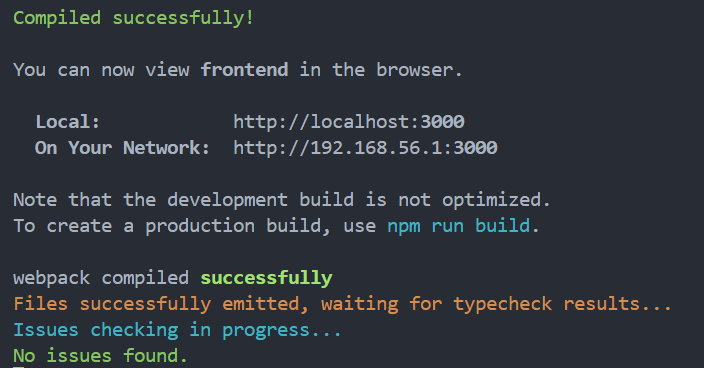 Compiled successfully!
You can now view frontend in the browser.
Local: http://localhost:3000
On Your Network: http://192.168.56.1:3000
Note that the development build is not optimized.
To create a production build, use npm run build.
webpack compiled successfully
Files successfully emitted, waiting for typecheck results...
Issues checking in progress...
No issues found.